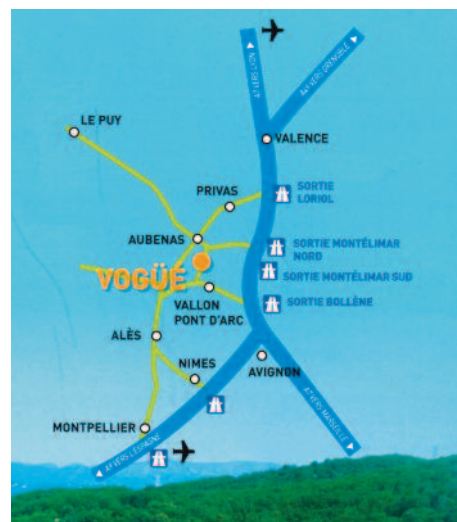 A7 VERS LYON
A49 VERS GRENOBLE
LE PUY
VALENCE
PRIVAS
SORTIE
LORIOL
AUBENAS
SORTIE MONTÉLIMAR
NORD
VOGÜÉ
SORTIE MONTÉLIMAR SUD
VALLON
PONT D'ARC
SORTIE BOLLÈNE
ALÈS
NIMES
AVIGNON
MONTPELLIER
A9 VERS L'ESPAGNE
A7 VERS MARSEILLE